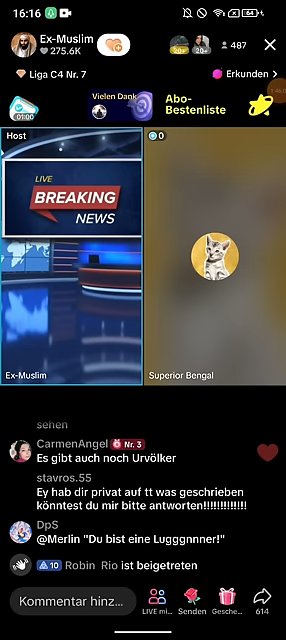 16:16
84
Ex-Muslim
275.6K
20+
20+
487
Liga C4 Nr. 7
Erkunden >
01:00
Vielen Dank
Abo-
Bestenliste
Host
0
LIVE
BREAKING
NEWS
Ex-Muslim
Superior Bengal
sehen
CarmenAngel Nr. 3
Es gibt auch noch Urvölker
stavros.55
Ey hab dir privat auf tt was geschrieben
könntest du mir bitte antworten!!!!!!!!!!!!!
DpS
@Merlin "Du bist eine Lugggnnner!"
10 Robin Rio ist beigetreten
Kommentar hinz...
LIVE mi...
Senden
Gesche...
614